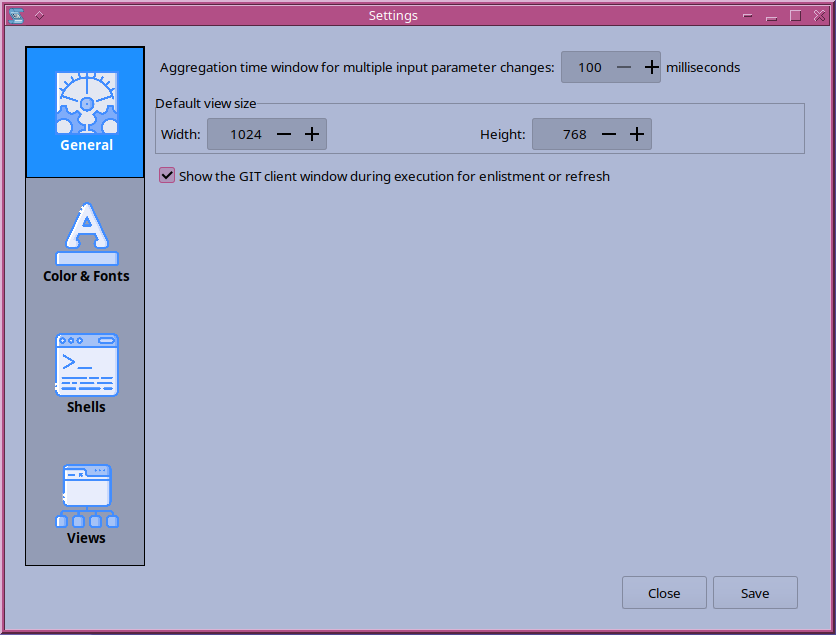 Settings
General
Color & Fonts
Shells
Views
Aggregation time window for multiple input parameter changes: 100 milliseconds
Default view size
Width: 1024 Height: 768
Show the GIT client window during execution for enlistment or refresh
Close Save